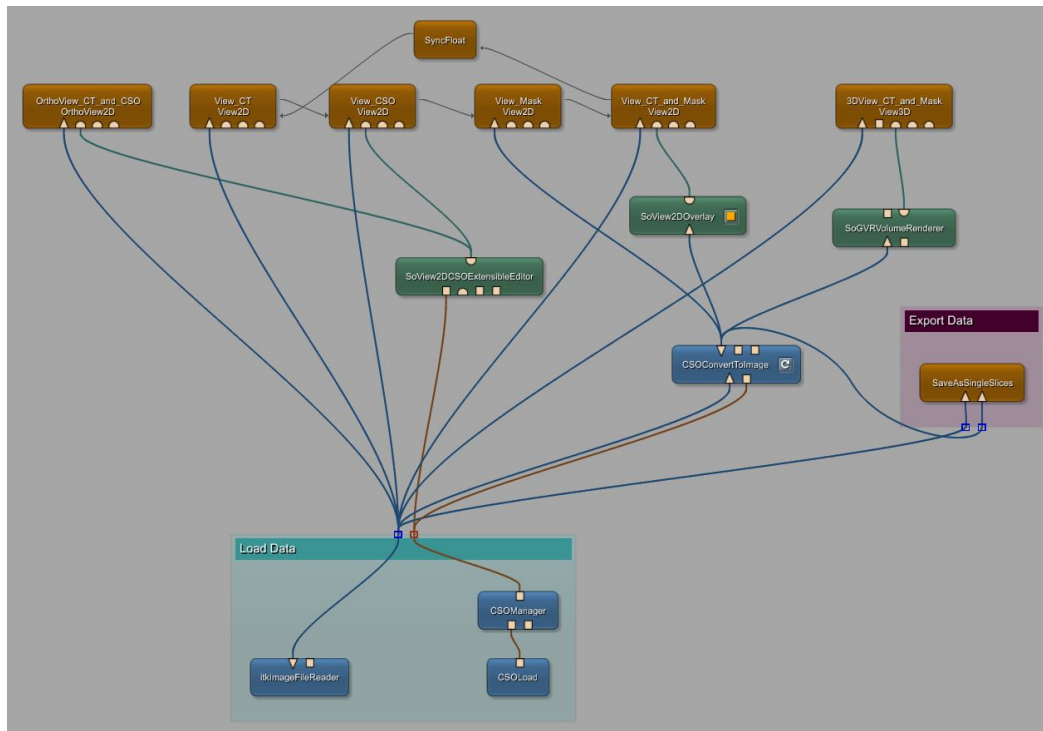 SyncFloat
OrthoView_CT_and_CSO
OrthoView2D
View_CT
View2D
View_CSO
View2D
View_Mask
View2D
View_CT_and_Mask
View2D
3DView_CT_and_Mask
View3D
SoView2DOverlay
SoGVRVolumeRenderer
SoView2DCSOExtensibleEditor
Export Data
CSOConvertToImage
SaveAsSingleSlices
Load Data
CSOManager
itkImageFileReader
CSOLoad